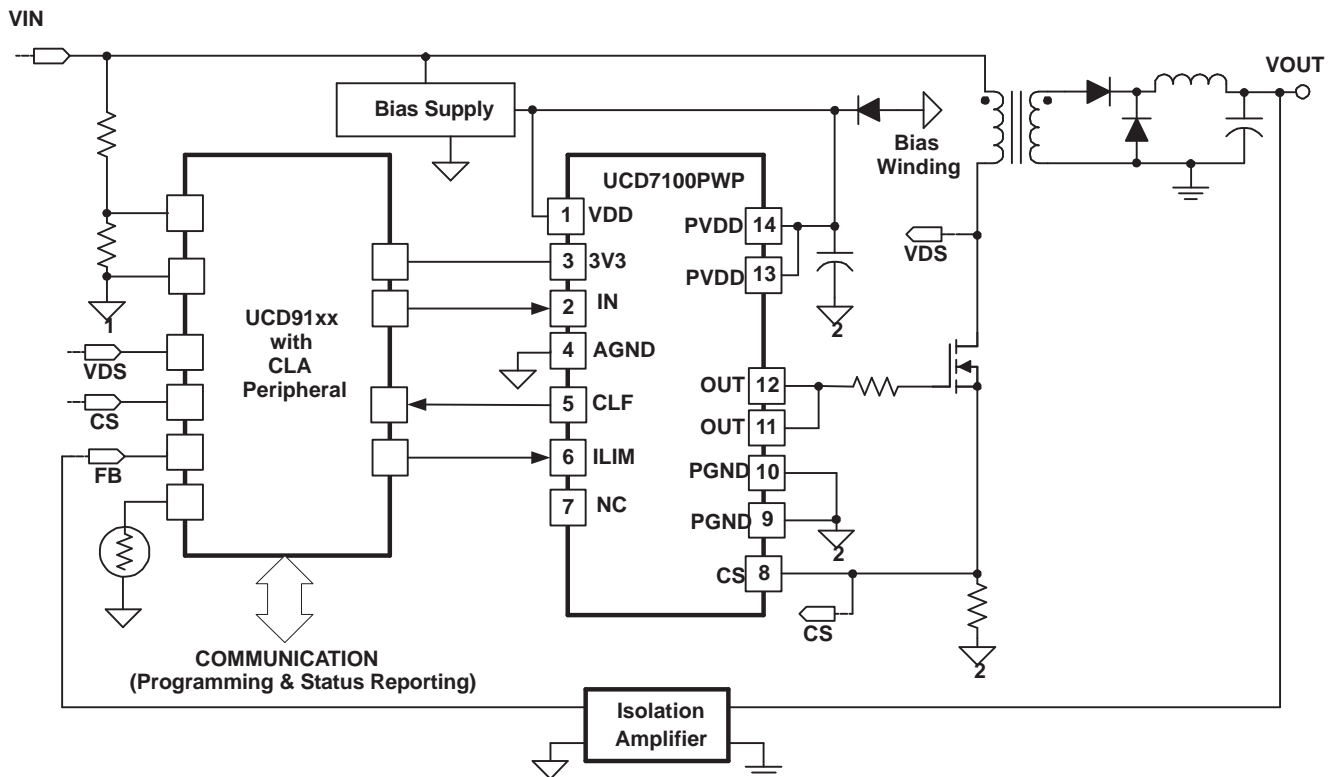 VIN
VOUT
Bias Supply
Bias
Winding
UCD7100PWP
1 VDD
PVDD 14
3 3V3
PVDD 13
VDS
2 IN
2
1
UCD91xx
with
CLA
Peripheral
4 AGND
VDS
OUT 12
CS
5 CLF
OUT 11
FB
6 ILIM
PGND 10
7 NC
PGND 9
2
CS 8
CS
2
COMMUNICATION
(Programming & Status Reporting)
Isolation
Amplifier